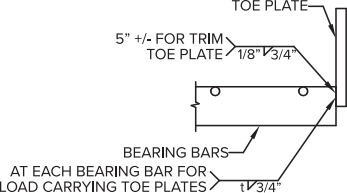 TOE PLATE
5" +/- FOR TRIM
TOE PLATE
1/8" 3/4"
BEARING BARS
AT EACH BEARING BAR FOR
LOAD CARRYING TOE PLATES
t 3/4"